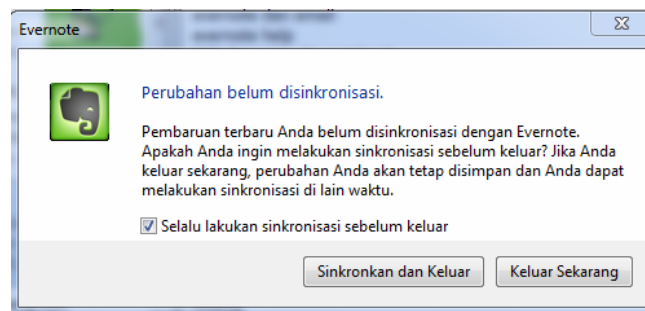 evernote help
Evernote
Perubahan belum disinkronisasi.
Pembaruan terbaru Anda belum disinkronisasi dengan Evernote.
Apakah Anda ingin melakukan sinkronisasi sebelum keluar? Jika Anda
keluar sekarang, perubahan Anda akan tetap disimpan dan Anda dapat
melakukan sinkronisasi di lain waktu.
Selalu lakukan sinkronisasi sebelum keluar
Sinkronkan dan Keluar
Keluar Sekarang